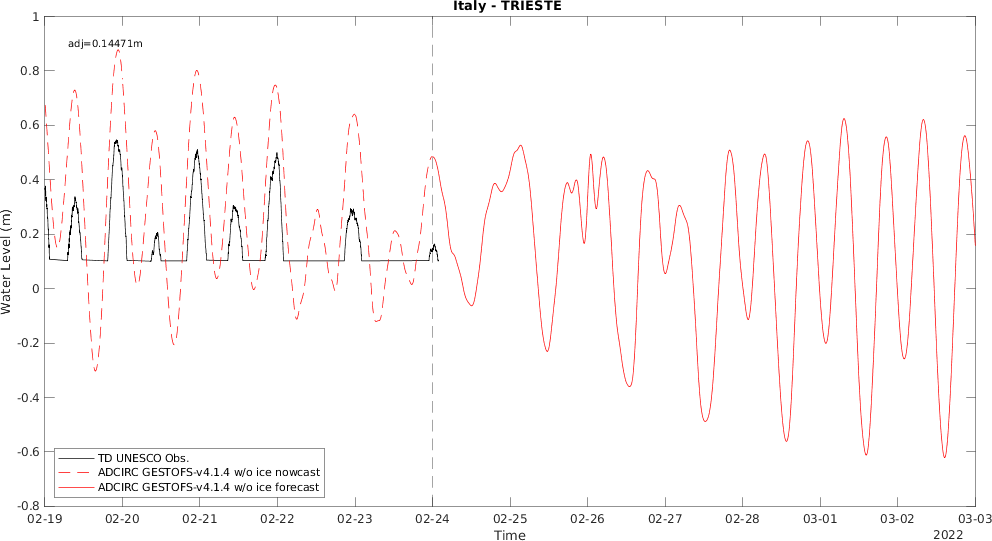 Italy - TRIESTE
adj=0.14471m
1
0.8
0.6
0.4
0.2
0
-0.2
-0.4
-0.6
-0.8
Water Level (m)
TD UNESCO Obs.
ADCIRC GESTOFS-v4.1.4 w/o ice nowcast
ADCIRC GESTOFS-v4.1.4 w/o ice forecast
02-19 02-20 02-21 02-22 02-23 02-24 02-25 02-26 02-27 02-28 03-01 03-02 03-03
Time
2022